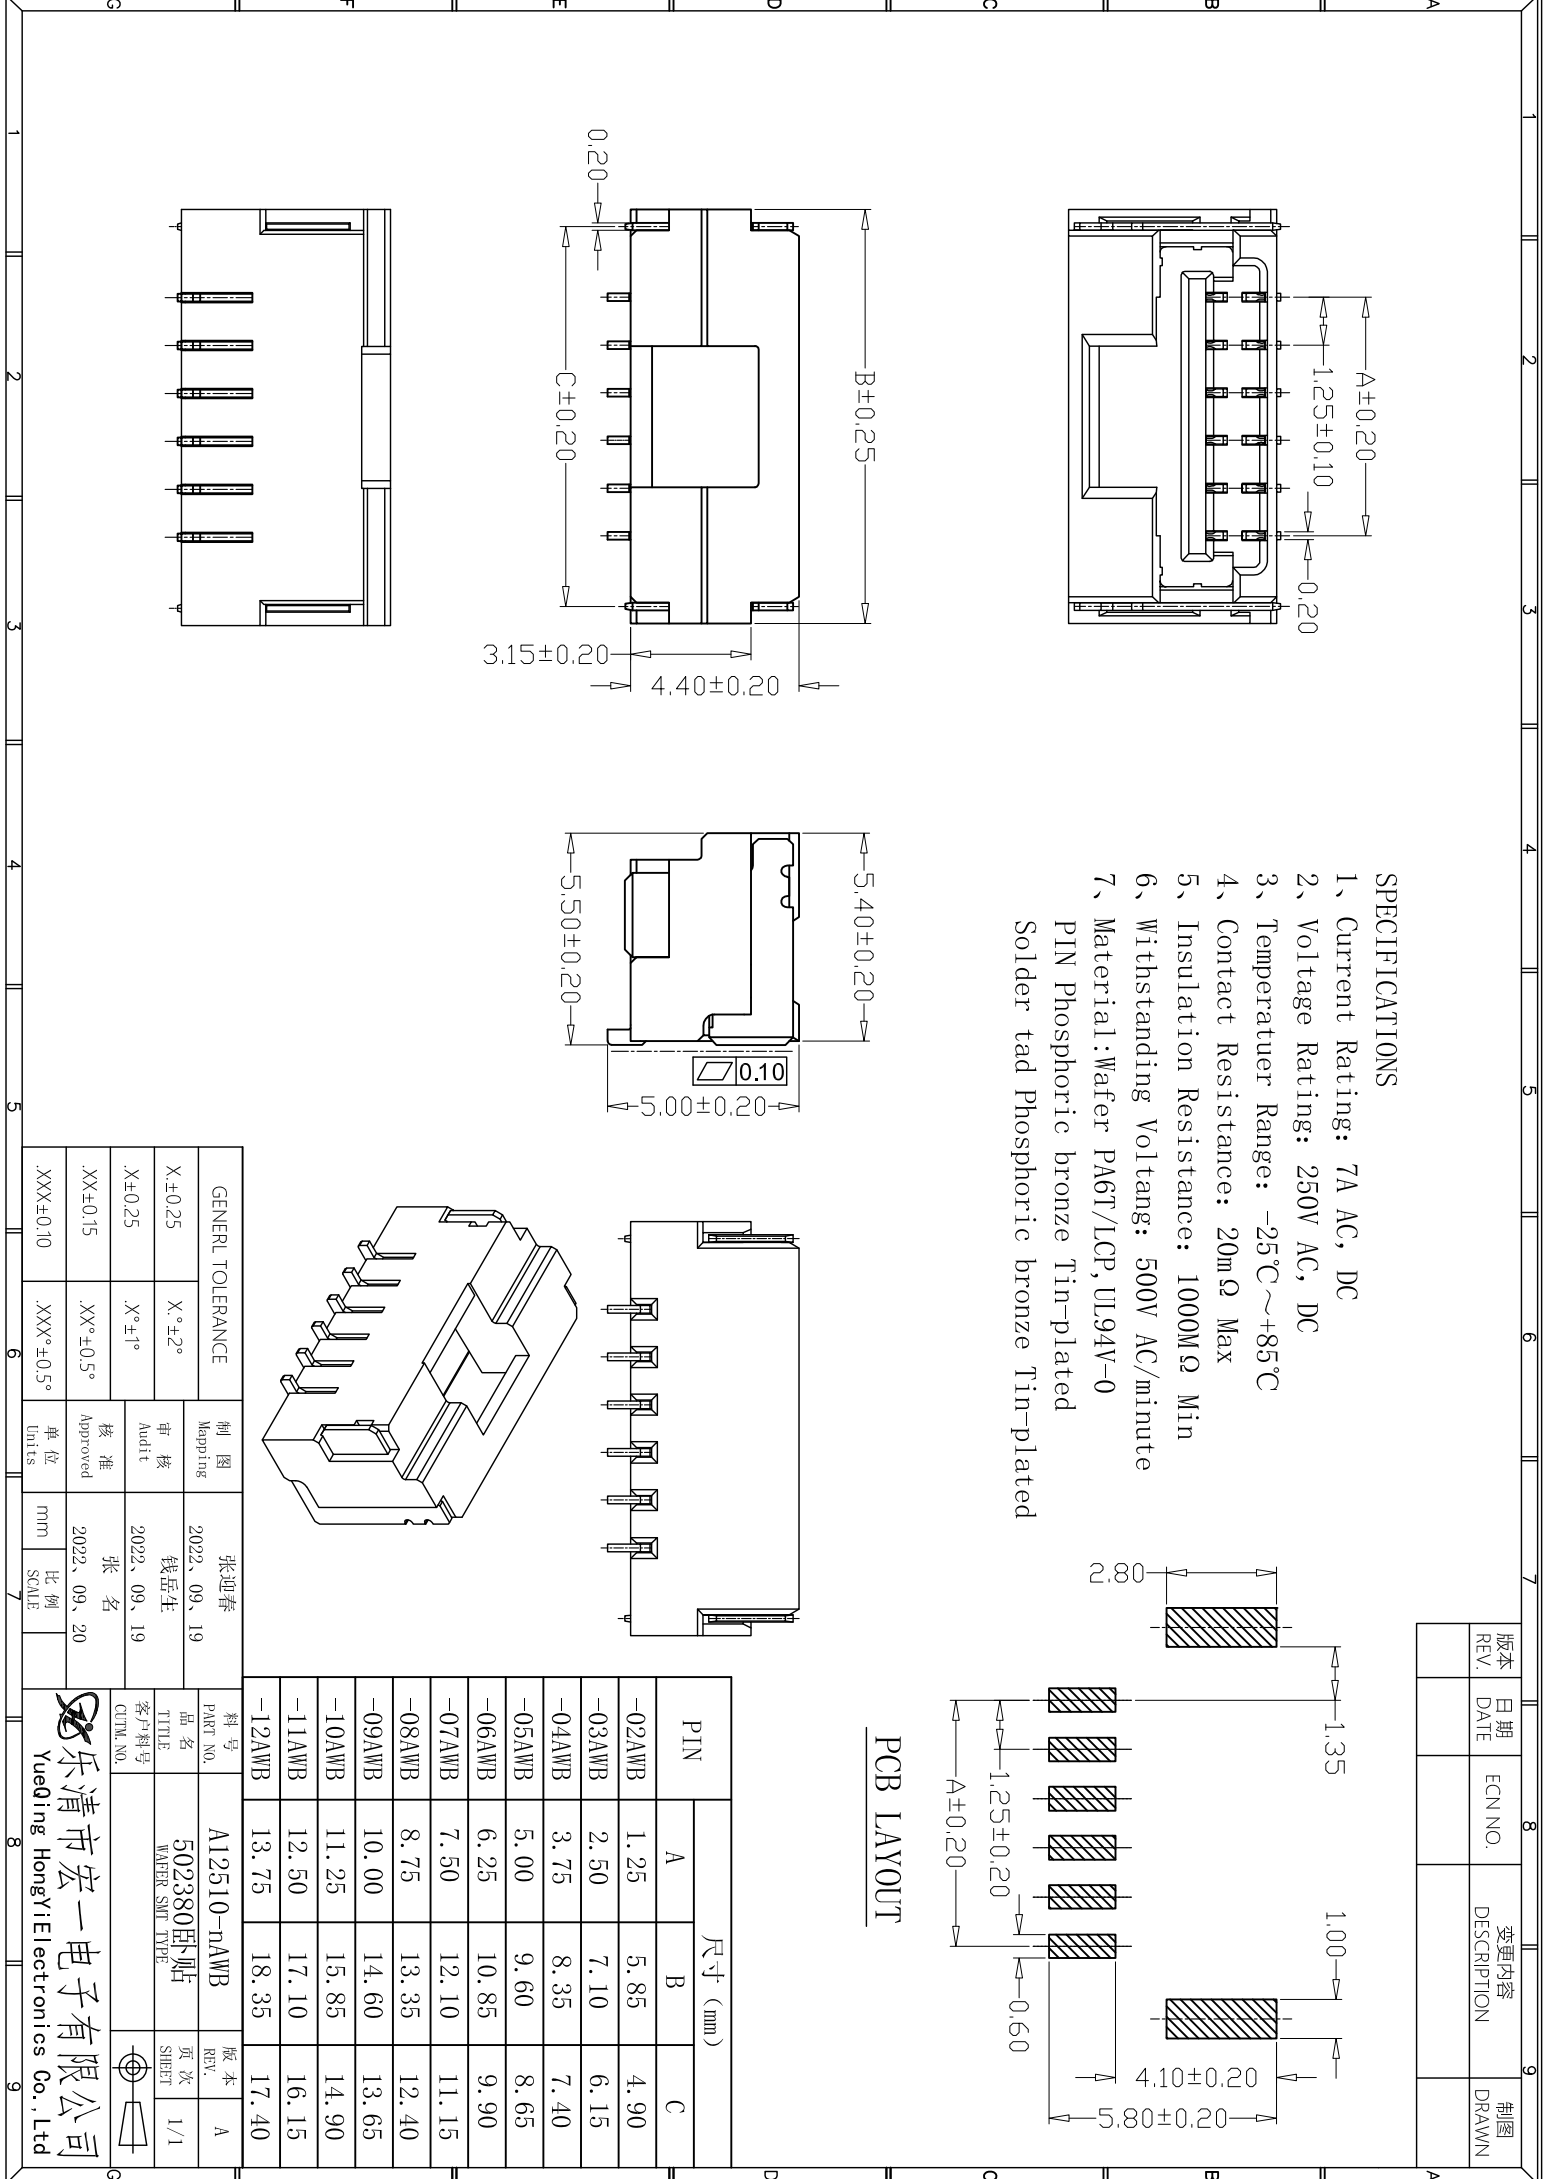 版本 日期 ECN NO. 变更内容 制图
REV. DATE DESCRIPTION DRAWN
1 2 3 4 5 6 7 8 9
A B C D E F G
A±0.20
1.25±0.10
0.20
B±0.25
C±0.20
0.20
3.15±0.20
4.40±0.20
5.40±0.20
5.50±0.20
0.10
5.00±0.20
SPECIFICATIONS
1、Current Rating: 7A AC, DC
2、Voltage Rating: 250V AC, DC
3、Temperatuer Range: -25℃～+85℃
4、Contact Resistance: 20mΩ Max
5、Insulation Resistance: 1000MΩ Min
6、Withstanding Voltang: 500V AC/minute
7、Material:Wafer PA6T/LCP,UL94V-0
PIN Phosphoric bronze Tin-plated
Solder tad Phosphoric bronze Tin-plated
2.80
1.35
1.00
1.25±0.20
A±0.20
0.60
4.10±0.20
5.80±0.20
PCB LAYOUT
PIN 尺寸 (mm)
A B C
-02AWB 1.25 5.85 4.90
-03AWB 2.50 7.10 6.15
-04AWB 3.75 8.35 7.40
-05AWB 5.00 9.60 8.65
-06AWB 6.25 10.85 9.90
-07AWB 7.50 12.10 11.15
-08AWB 8.75 13.35 12.40
-09AWB 10.00 14.60 13.65
-10AWB 11.25 15.85 14.90
-11AWB 12.50 17.10 16.15
-12AWB 13.75 18.35 17.40
GENERL TOLERANCE
X.±0.25 X.°±2°
.X±0.25 .X°±1°
.XX±0.15 .XX°±0.5°
.XXX±0.10 .XXX°±0.5°
制 图 张迎春
Mapping 2022、09、19
审 核 钱岳生
Audit 2022、09、19
核 准 张 名
Approved 2022、09、20
单 位 mm 比 例
Units SCALE
料 号 A12510-nAWB 版 本 A
PART NO. REV.
品 名 502380卧贴 页 次 1/1
TITLE WAFER SMT TYPE SHEET
客户料号
CUTM. NO.
乐清市宏一电子有限公司
YueQing HongYiElectronics Co., Ltd